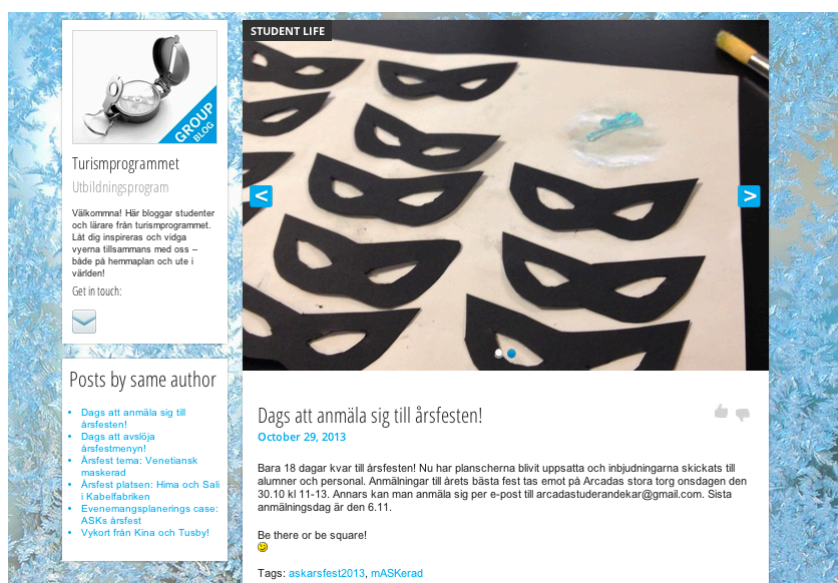 STUDENT LIFE
GROUP
BLOG
Turismprogrammet
Utbildningsprogram
Välkommna! Här bloggar studenter
och lärare från turismprogrammet.
Låt dig inspireras och vidga
vyerna tillsammans med oss –
både på hemmaplan och ute i
världen!
Get in touch:
Posts by same author
Dags att anmäla sig till
årsfesten!
Dags att avslöja
årsfestmenyn!
Årsfest tema: Venetiansk
maskerad
Årsfest platsen: Hima och Sali
i Kabelfabriken
Evenemangsplanerings case:
ASKs årsfest
Vykort från Kina och Tusby!
< >
Dags att anmäla sig till årsfesten!
October 29, 2013
Bara 18 dagar kvar till årsfesten! Nu har planscherna blivit uppsatta och inbjudningarna skickats till
alumner och personal. Anmälningar till årets bästa fest tas emot på Arcadas stora torg onsdagen den
30.10 kl 11-13. Annars kan man anmäla sig per e-post till arcadastuderandekar@gmail.com. Sista
anmälningsdag är den 6.11.
Be there or be square!
Tags: askarsfest2013, mASKerad